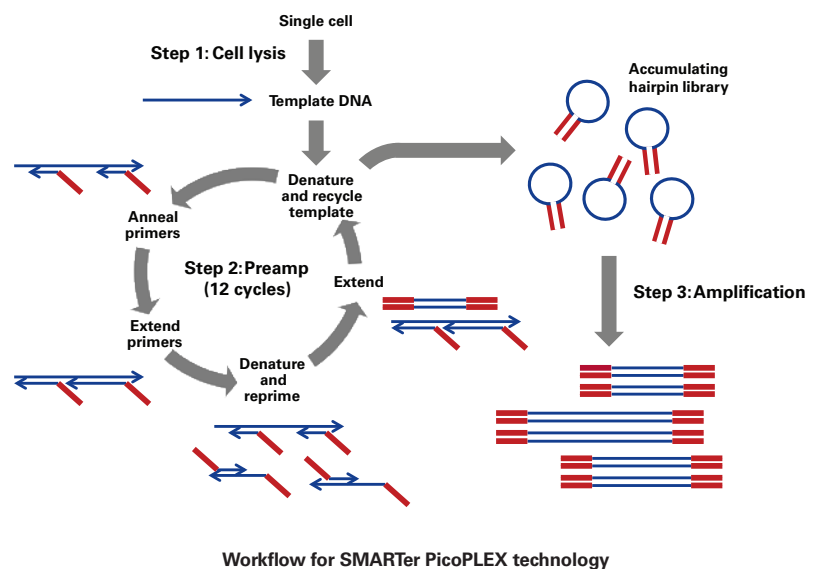 Single cell
Step 1: Cell lysis
Template DNA
Accumulating
hairpin library
Denature
and recycle
template
Anneal
primers
Step 2: Preamp
(12 cycles)
Extend
Step 3: Amplification
Extend
primers
Denature
and
reprime
Workflow for SMARTer PicoPLEX technology